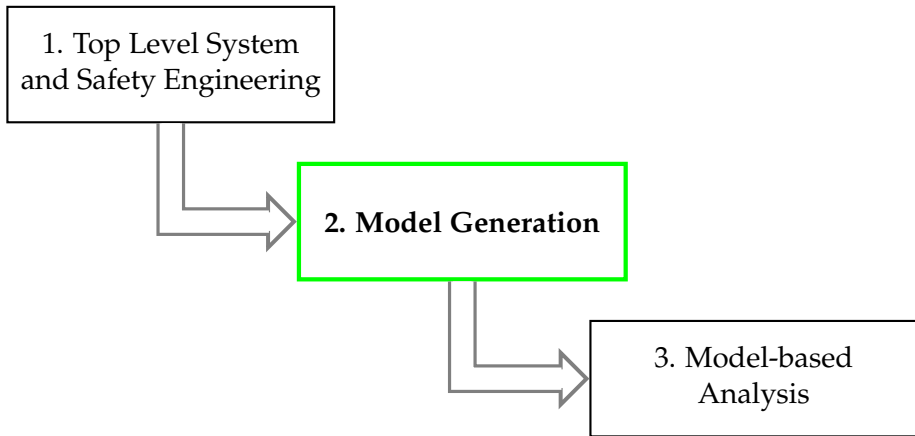 1. Top Level System
and Safety Engineering
2. Model Generation
3. Model-based
Analysis